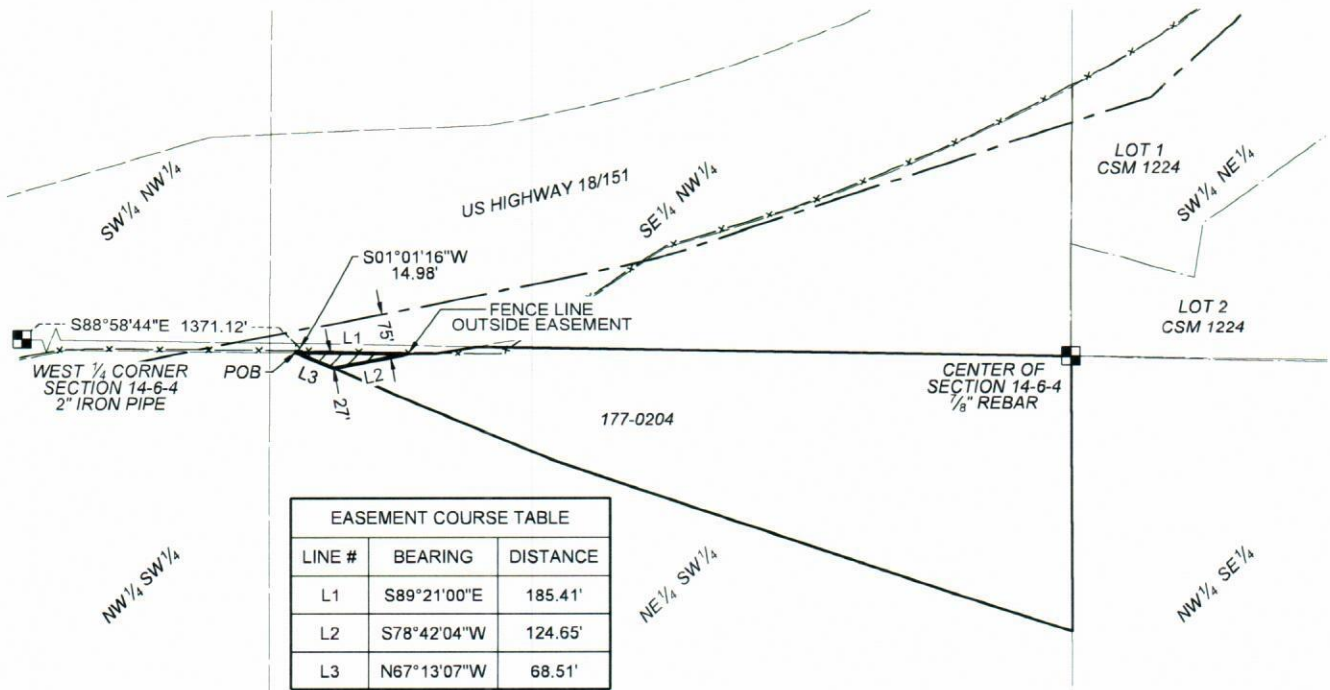 SW¼ NW¼
US HIGHWAY 18/151
SE¼ NW¼
LOT 1
CSM 1224
SW¼ NE¼
S01°01'16"W
14.98'
LOT 2
CSM 1224
S88°58'44"E 1371.12'
75'
L1
FENCE LINE
OUTSIDE EASEMENT
WEST ¼ CORNER
SECTION 14-6-4
2" IRON PIPE
POB
L3
L2
27'
177-0204
CENTER OF
SECTION 14-6-4
⅞" REBAR
NW¼ SW¼
NE¼ SW¼
NW¼ SE¼
EASEMENT COURSE TABLE
LINE # BEARING DISTANCE
L1 S89°21'00"E 185.41'
L2 S78°42'04"W 124.65'
L3 N67°13'07"W 68.51'